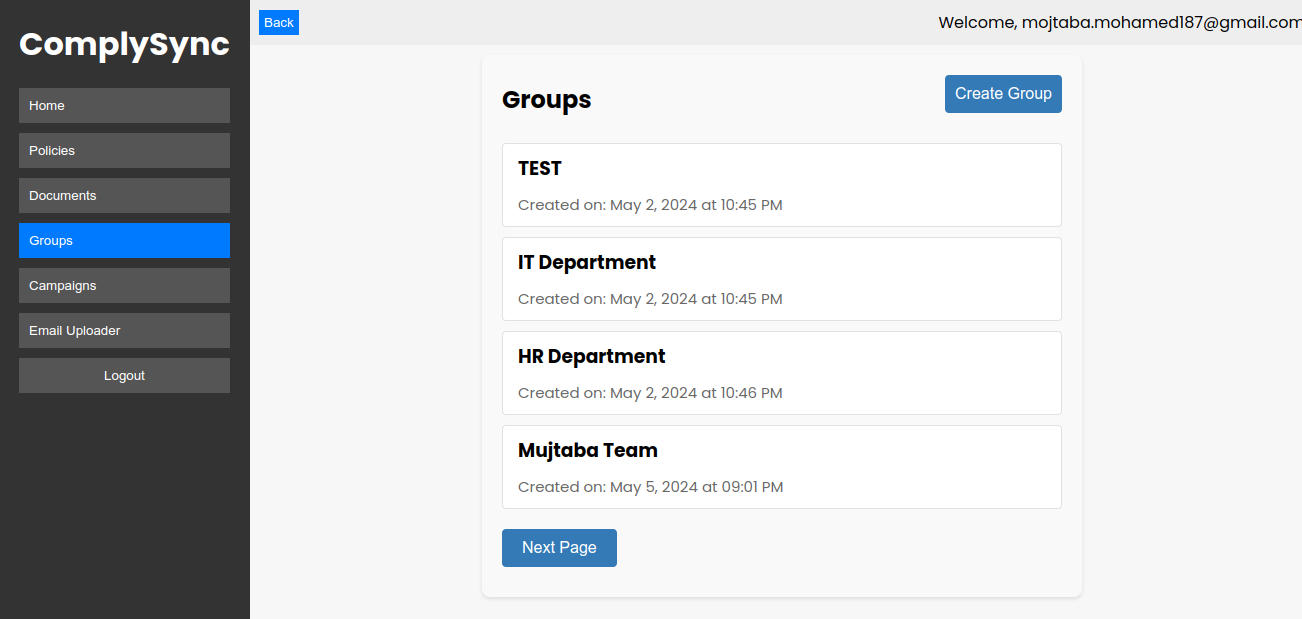 ComplySync
Home
Policies
Documents
Groups
Campaigns
Email Uploader
Logout
Back
Welcome, mojtaba.mohamed187@gmail.com
Groups
Create Group
TEST
Created on: May 2, 2024 at 10:45 PM
IT Department
Created on: May 2, 2024 at 10:45 PM
HR Department
Created on: May 2, 2024 at 10:46 PM
Mujtaba Team
Created on: May 5, 2024 at 09:01 PM
Next Page